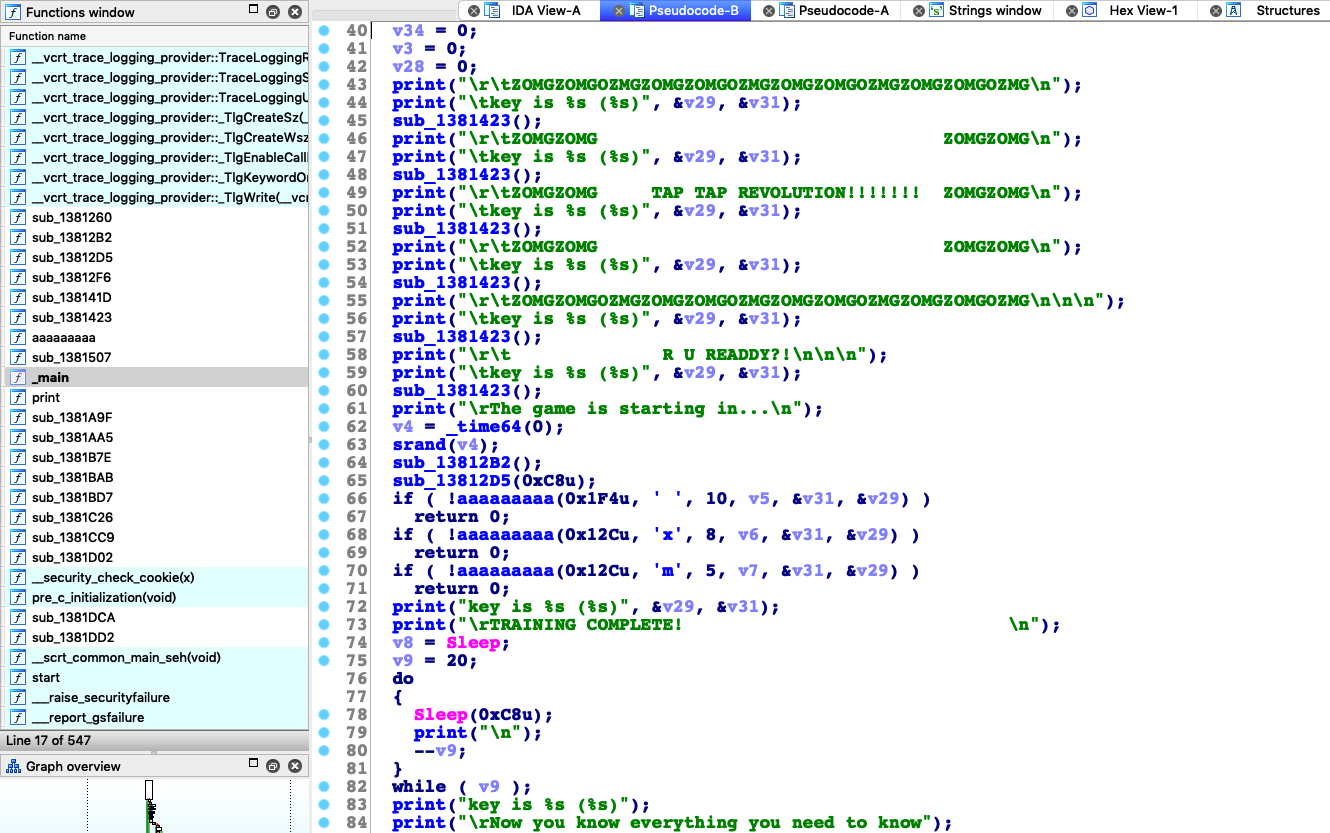 Functions window
Function name
__vcrt_trace_logging_provider::TraceLoggingR
__vcrt_trace_logging_provider::TraceLoggingS
__vcrt_trace_logging_provider::TraceLoggingU
__vcrt_trace_logging_provider::_TlgCreateSz(_
__vcrt_trace_logging_provider::_TlgCreateWsz
__vcrt_trace_logging_provider::_TlgEnableCall
__vcrt_trace_logging_provider::_TlgKeywordOr
__vcrt_trace_logging_provider::_TlgWrite(__vcr
sub_1381260
sub_13812B2
sub_13812D5
sub_13812F6
sub_138141D
sub_1381423
aaaaaaaaa
sub_1381507
_main
print
sub_1381A9F
sub_1381AA5
sub_1381B7E
sub_1381BAB
sub_1381BD7
sub_1381C26
sub_1381CC9
sub_1381D02
__security_check_cookie(x)
pre_c_initialization(void)
sub_1381DCA
sub_1381DD2
__scrt_common_main_seh(void)
start
___raise_securityfailure
___report_gsfailure
Line 17 of 547
Graph overview
IDA View-A Pseudocode-B Pseudocode-A Strings window Hex View-1 Structures
40 v34 = 0;
41 v3 = 0;
42 v28 = 0;
43 print("\r\tZOMGZOMGOZMGZOMGZOMGOZMGZOMGZOMGOZMGZOMGZOMGOZMG\n");
44 print("\tkey is %s (%s)", &v29, &v31);
45 sub_1381423();
46 print("\r\tZOMGZOMG                                ZOMGZOMG\n");
47 print("\tkey is %s (%s)", &v29, &v31);
48 sub_1381423();
49 print("\r\tZOMGZOMG     TAP TAP REVOLUTION!!!!!!!  ZOMGZOMG\n");
50 print("\tkey is %s (%s)", &v29, &v31);
51 sub_1381423();
52 print("\r\tZOMGZOMG                                ZOMGZOMG\n");
53 print("\tkey is %s (%s)", &v29, &v31);
54 sub_1381423();
55 print("\r\tZOMGZOMGOZMGZOMGZOMGOZMGZOMGZOMGOZMGZOMGZOMGOZMG\n\n\n");
56 print("\tkey is %s (%s)", &v29, &v31);
57 sub_1381423();
58 print("\r\t              R U READDY?!\n\n\n");
59 print("\tkey is %s (%s)", &v29, &v31);
60 sub_1381423();
61 print("\rThe game is starting in...\n");
62 v4 = _time64(0);
63 srand(v4);
64 sub_13812B2();
65 sub_13812D5(0xC8u);
66 if ( !aaaaaaaaa(0x1F4u, ' ', 10, v5, &v31, &v29) )
67 return 0;
68 if ( !aaaaaaaaa(0x12Cu, 'x', 8, v6, &v31, &v29) )
69 return 0;
70 if ( !aaaaaaaaa(0x12Cu, 'm', 5, v7, &v31, &v29) )
71 return 0;
72 print("key is %s (%s)", &v29, &v31);
73 print("\rTRAINING COMPLETE!                              \n");
74 v8 = Sleep;
75 v9 = 20;
76 do
77 {
78 Sleep(0xC8u);
79 print("\n");
80 --v9;
81 }
82 while ( v9 );
83 print("key is %s (%s)");
84 print("\rNow you know everything you need to know");